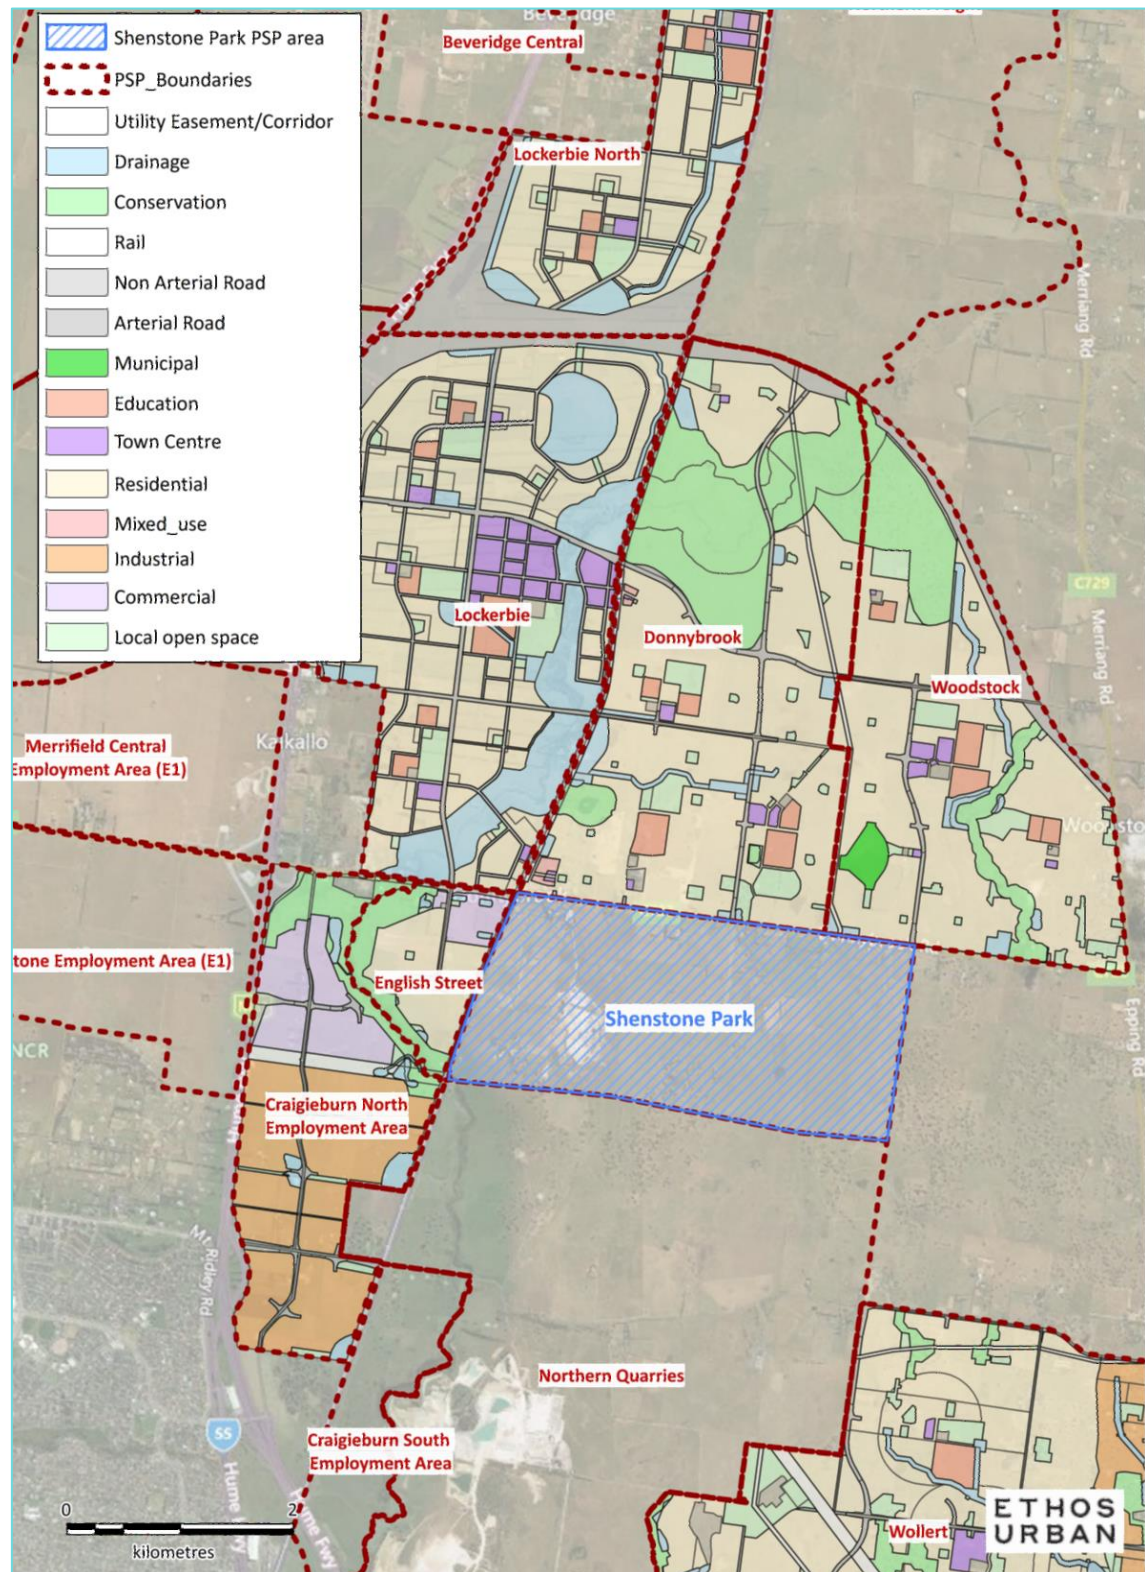 Shenstone Park PSP area
PSP_Boundaries
Utility Easement/Corridor
Drainage
Conservation
Rail
Non Arterial Road
Arterial Road
Municipal
Education
Town Centre
Residential
Mixed_use
Industrial
Commercial
Local open space
Beveridge
Beveridge Central
Lockerbie North
Merriang Rd
C729
Merriang Rd
Lockerbie
Donnybrook
Woodstock
Merrifield Central
Employment Area (E1)
Kalkallo
Woodsto
tone Employment Area (E1)
English Street
Shenstone Park
Epping Rd
NCR
Craigieburn North
Employment Area
Mt Ridley Rd
Northern Quarries
55
Craigieburn South
Employment Area
Hume Fwy
Wollert
0
2
kilometres
ETHOS
URBAN